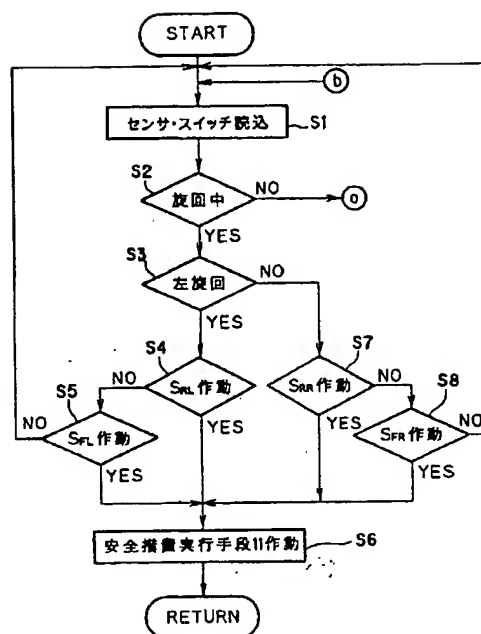 START
b
センサ・スイッチ読込 S1
S2
旋回中 NO a
YES
S3
左旋回 NO
YES
S4 S7
S5 NO SRL作動 SRR作動 NO S8
NO SFL作動 YES YES SFR作動 NO
YES YES
安全措置実行手段11作動 S6
RETURN